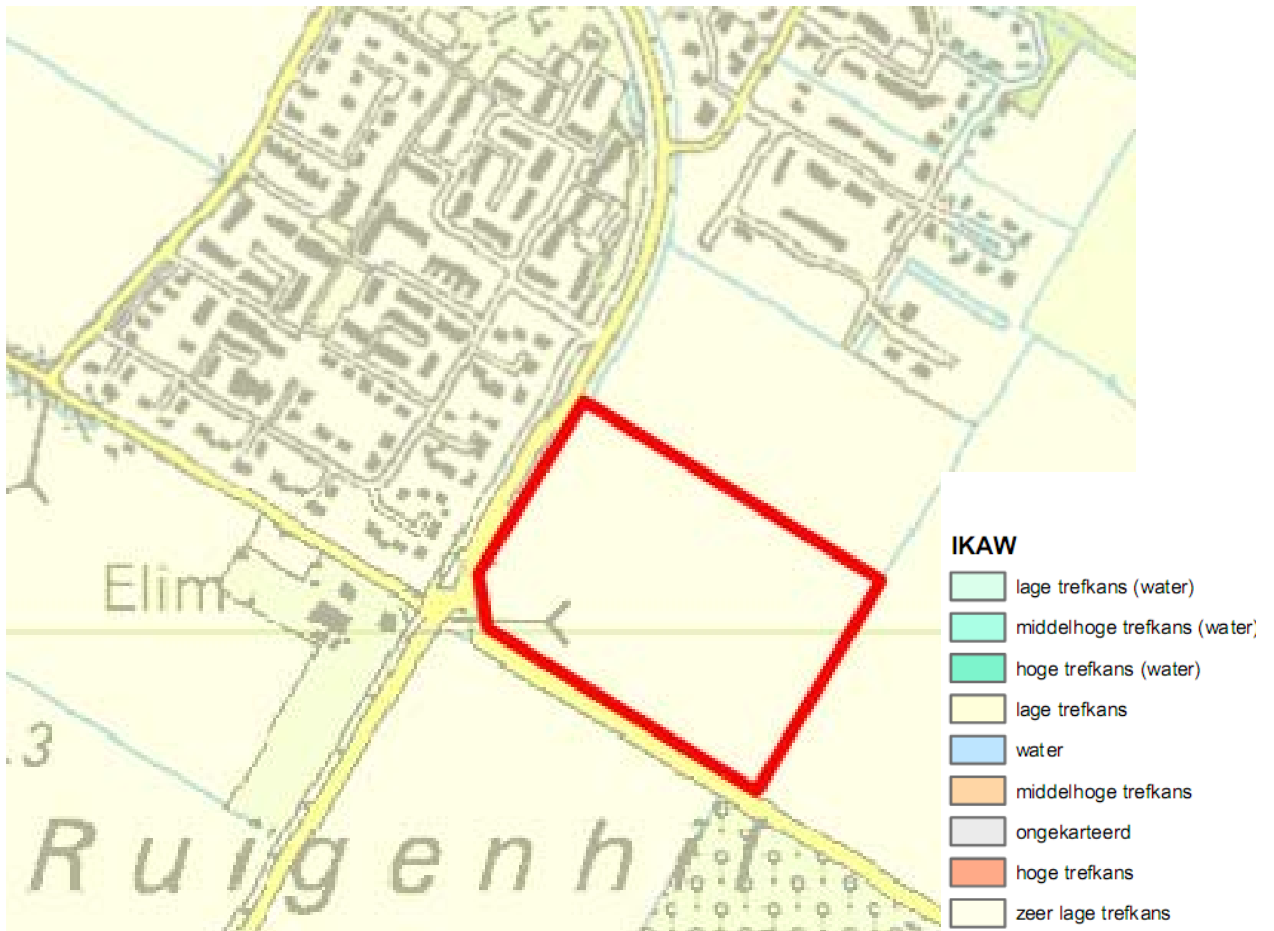 Elim
.3
Ruigenhil
IKAW
lage trefkans (water)
middelhoge trefkans (water)
hoge trefkans (water)
lage trefkans
water
middelhoge trefkans
ongekarteerd
hoge trefkans
zeer lage trefkans